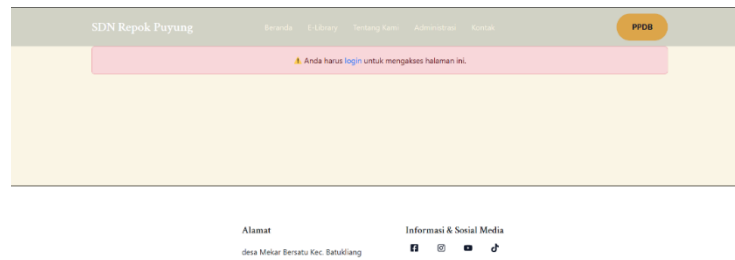 SDN Repok Puyung
Beranda E-Library Tentang Kami Administrasi Kontak
PPDB
⚠ Anda harus login untuk mengakses halaman ini.
Alamat
desa Mekar Bersatu Kec. Batukliang
Informasi & Sosial Media